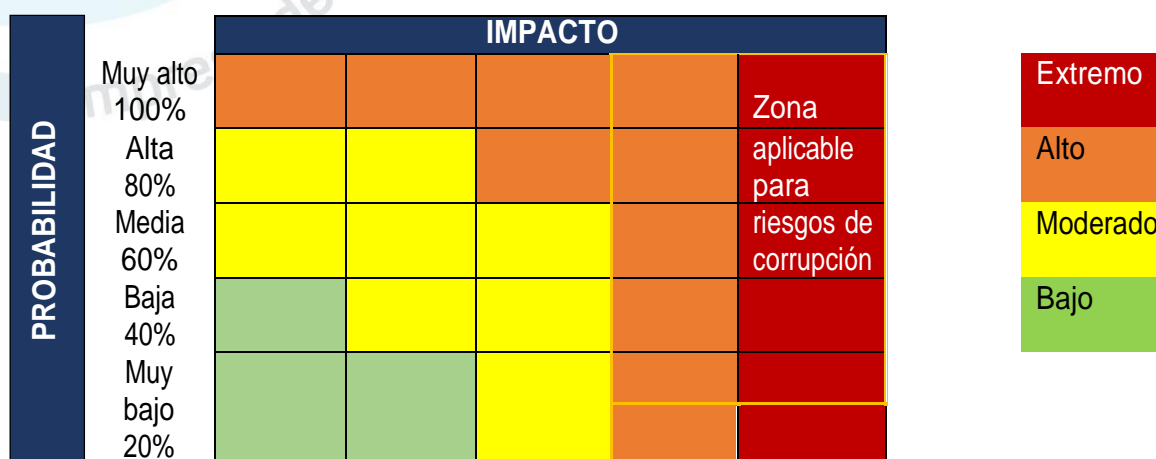 IMPACTO
PROBABILIDAD
Muy alto
100%
Alta
80%
Media
60%
Baja
40%
Muy
bajo
20%
Zona
aplicable
para
riesgos de
corrupción
Extremo
Alto
Moderado
Bajo